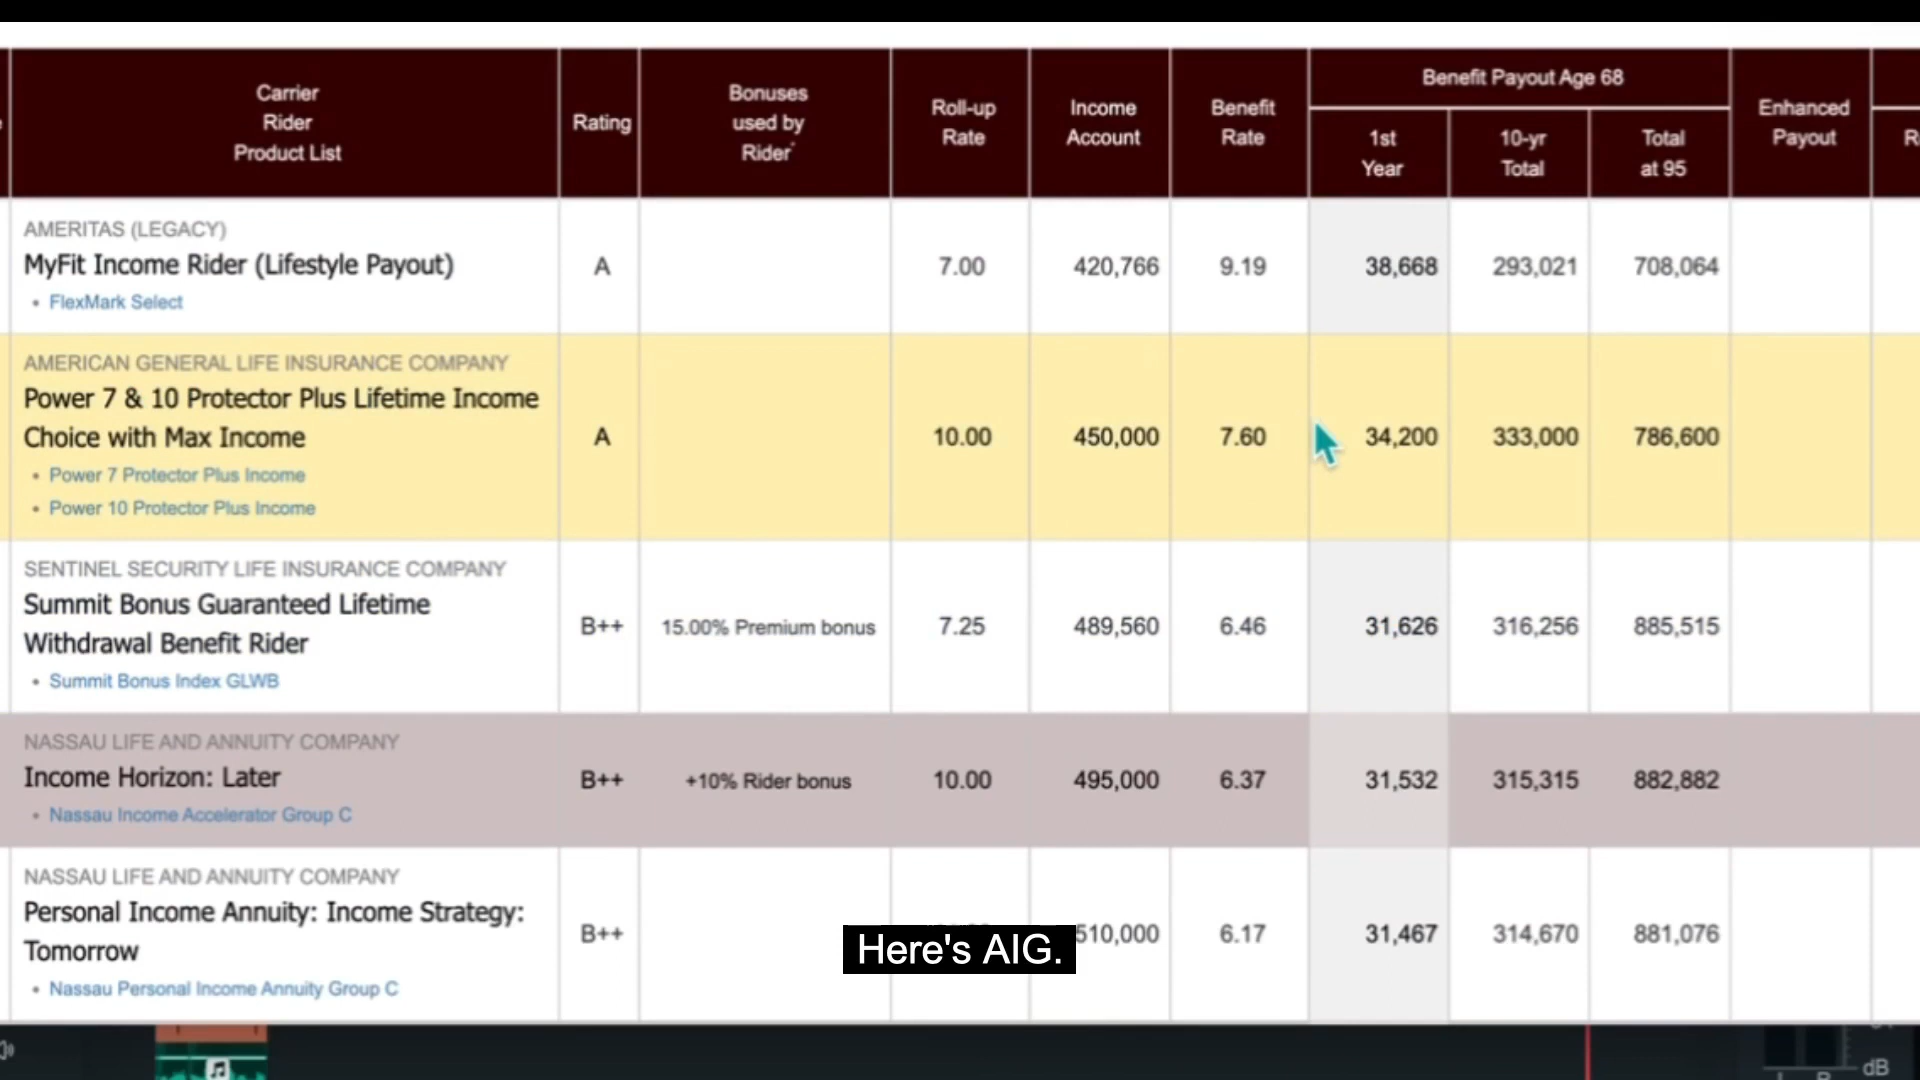 Carrier
Rider
Product List
Rating
Bonuses
used by
Rider*
Roll-up
Rate
Income
Account
Benefit
Rate
Benefit Payout Age 68
1st
Year
10-yr
Total
Total
at 95
Enhanced
Payout
AMERITAS (LEGACY)
MyFit Income Rider (Lifestyle Payout)
• FlexMark Select
A
7.00
420,766
9.19
38,668
293,021
708,064
AMERICAN GENERAL LIFE INSURANCE COMPANY
Power 7 & 10 Protector Plus Lifetime Income
Choice with Max Income
• Power 7 Protector Plus Income
• Power 10 Protector Plus Income
A
10.00
450,000
7.60
34,200
333,000
786,600
SENTINEL SECURITY LIFE INSURANCE COMPANY
Summit Bonus Guaranteed Lifetime
Withdrawal Benefit Rider
• Summit Bonus Index GLWB
B++
15.00% Premium bonus
7.25
489,560
6.46
31,626
316,256
885,515
NASSAU LIFE AND ANNUITY COMPANY
Income Horizon: Later
• Nassau Income Accelerator Group C
B++
+10% Rider bonus
10.00
495,000
6.37
31,532
315,315
882,882
NASSAU LIFE AND ANNUITY COMPANY
Personal Income Annuity: Income Strategy:
Tomorrow
• Nassau Personal Income Annuity Group C
B++
510,000
6.17
31,467
314,670
881,076
Here's AIG.
dB